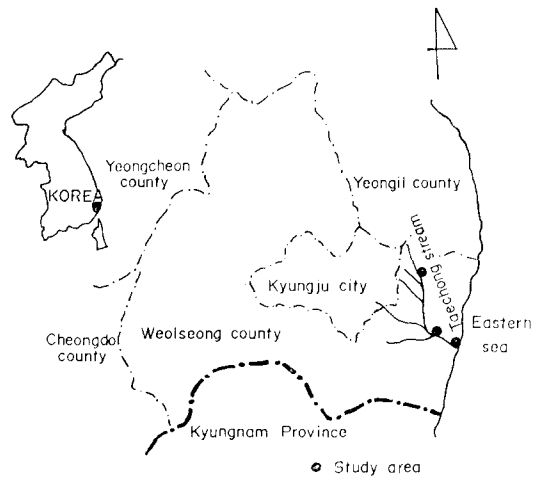 Yeongcheon
county
KOREA
Yeongil county
Taechong stream
Kyungju city
Eastern
sea
Cheongdo
county
Weolseong county
Kyungnam Province
Study area